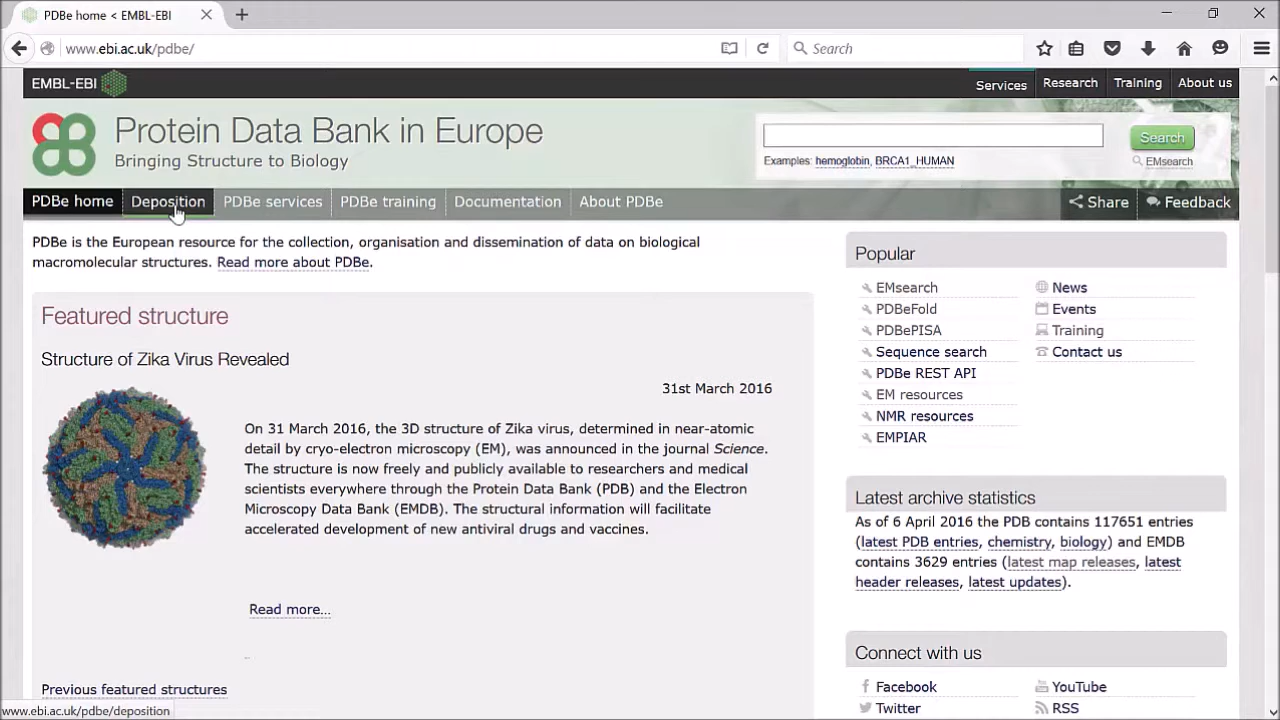 PDBe home < EMBL-EBI
www.ebi.ac.uk/pdbe/
Search
EMBL-EBI
Services
Research
Training
About us
Protein Data Bank in Europe
Bringing Structure to Biology
Search
Examples: hemoglobin, BRCA1_HUMAN
EMsearch
PDBe home
Deposition
PDBe services
PDBe training
Documentation
About PDBe
Share
Feedback
PDBe is the European resource for the collection, organisation and dissemination of data on biological
macromolecular structures. Read more about PDBe.
Featured structure
Structure of Zika Virus Revealed
31st March 2016
On 31 March 2016, the 3D structure of Zika virus, determined in near-atomic
detail by cryo-electron microscopy (EM), was announced in the journal Science.
The structure is now freely and publicly available to researchers and medical
scientists everywhere through the Protein Data Bank (PDB) and the Electron
Microscopy Data Bank (EMDB). The structural information will facilitate
accelerated development of new antiviral drugs and vaccines.
Read more...
Previous featured structures
Popular
EMsearch
PDBeFold
PDBePISA
Sequence search
PDBe REST API
EM resources
NMR resources
EMPIAR
News
Events
Training
Contact us
Latest archive statistics
As of 6 April 2016 the PDB contains 117651 entries
(latest PDB entries, chemistry, biology) and EMDB
contains 3629 entries (latest map releases, latest
header releases, latest updates).
Connect with us
Facebook
Twitter
YouTube
RSS
www.ebi.ac.uk/pdbe/deposition